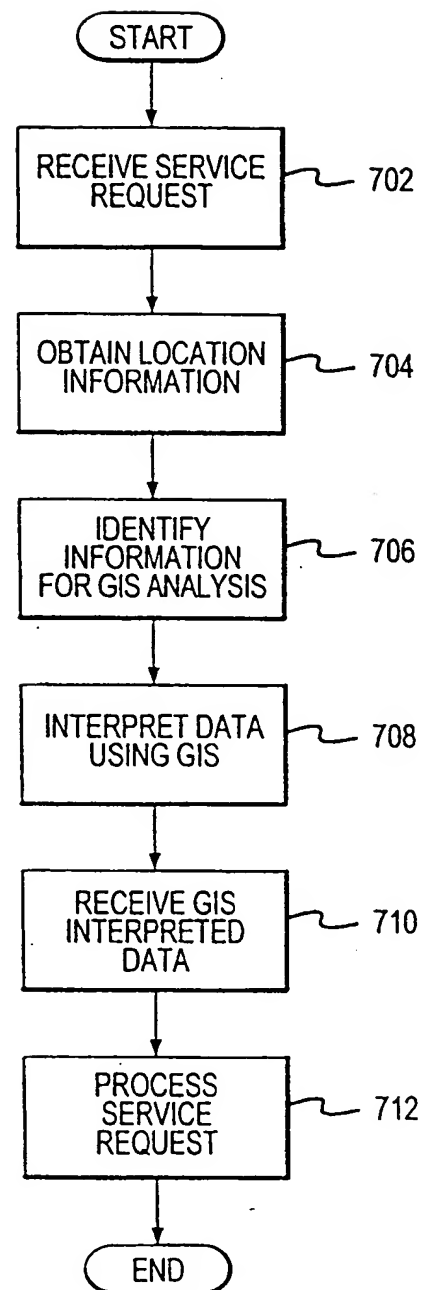 START
RECEIVE SERVICE
REQUEST
702
OBTAIN LOCATION
INFORMATION
704
IDENTIFY
INFORMATION
FOR GIS ANALYSIS
706
INTERPRET DATA
USING GIS
708
RECEIVE GIS
INTERPRETED
DATA
710
PROCESS
SERVICE
REQUEST
712
END